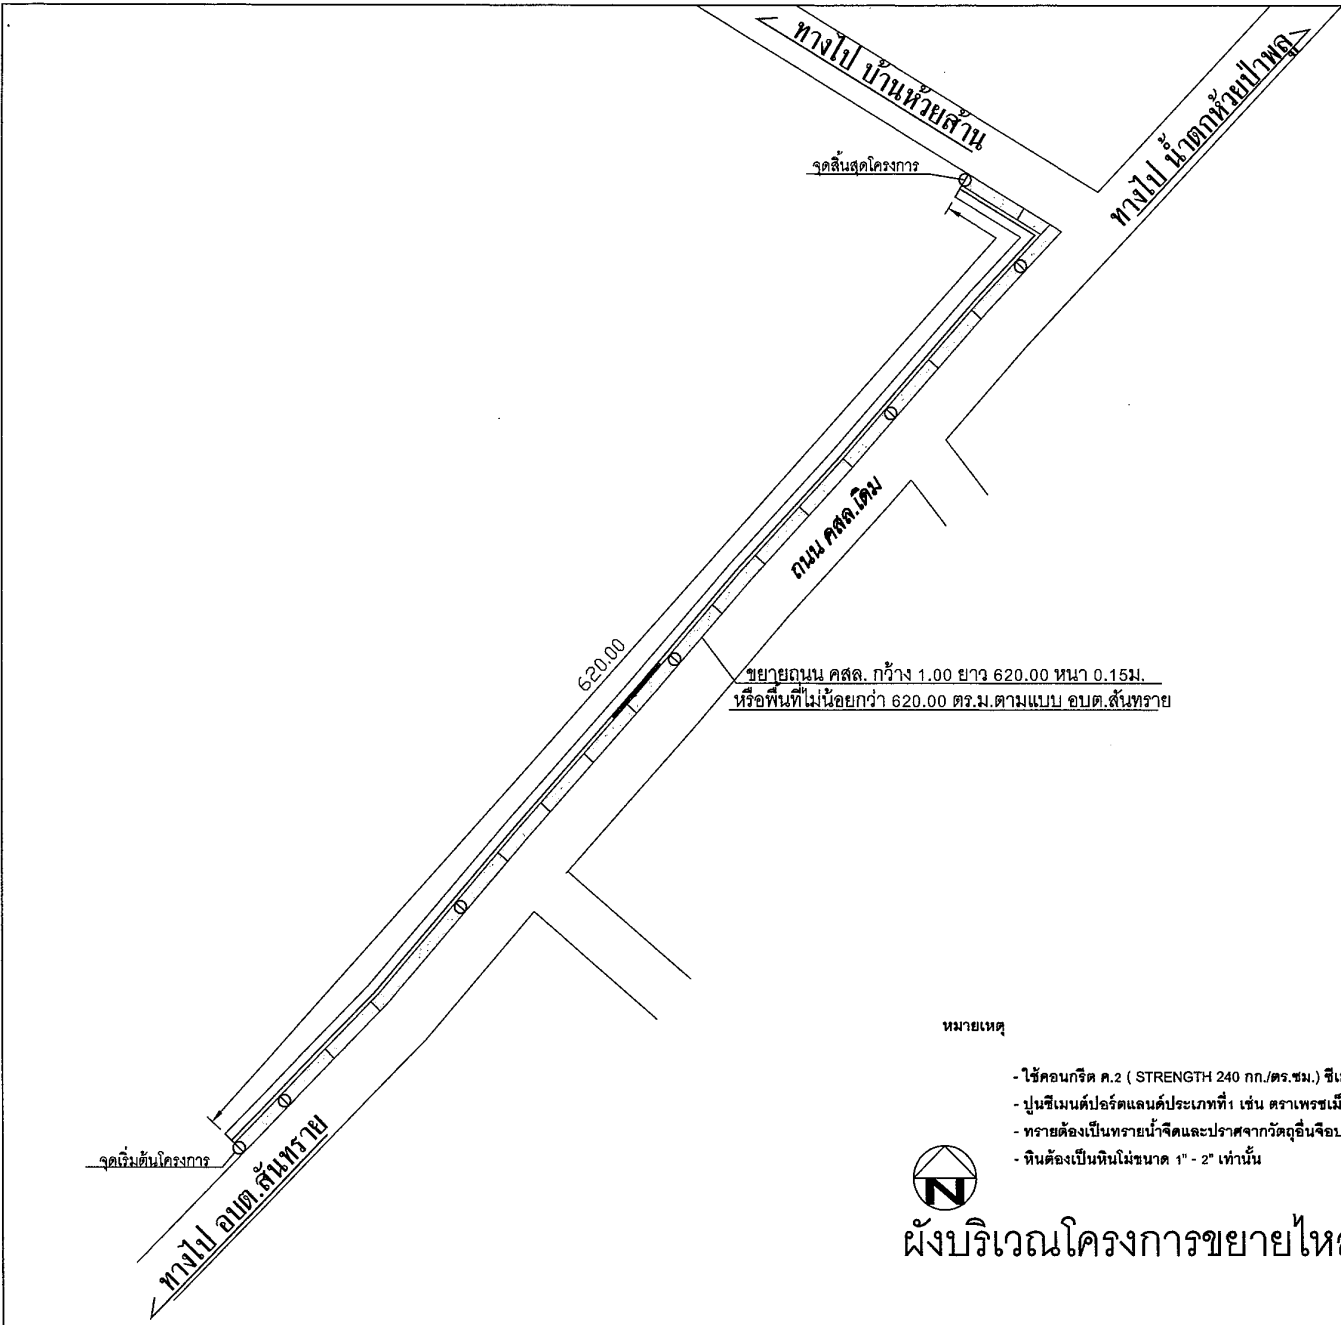 ทางไป บ้านห้วยส้าน
ทางไป น้ำตกห้วยป่าพลู
จุดสิ้นสุดโครงการ
ถนน คสล.เดิม
620.00
ขยายถนน คสล. กว้าง 1.00 ยาว 620.00 หนา 0.15ม.
หรือพื้นที่ไม่น้อยกว่า 620.00 ตร.ม.ตามแบบ อบต.สันทราย
หมายเหตุ
- ใช้คอนกรีต ค.2 ( STRENGTH 240 กก./ตร.ซม.)
- ปูนซีเมนต์ปอร์ตแลนด์ประเภทที่1 เช่น
- ทรายต้องเป็นทรายน้ำจืดและปราศจากวัตถุอื่น
- หินต้องเป็นหินโม่ขนาด 1" - 2" เท่านั้น
จุดเริ่มต้นโครงการ
ทางไป อบต.สันทราย
N
ผังบริเวณโครงการขยาย